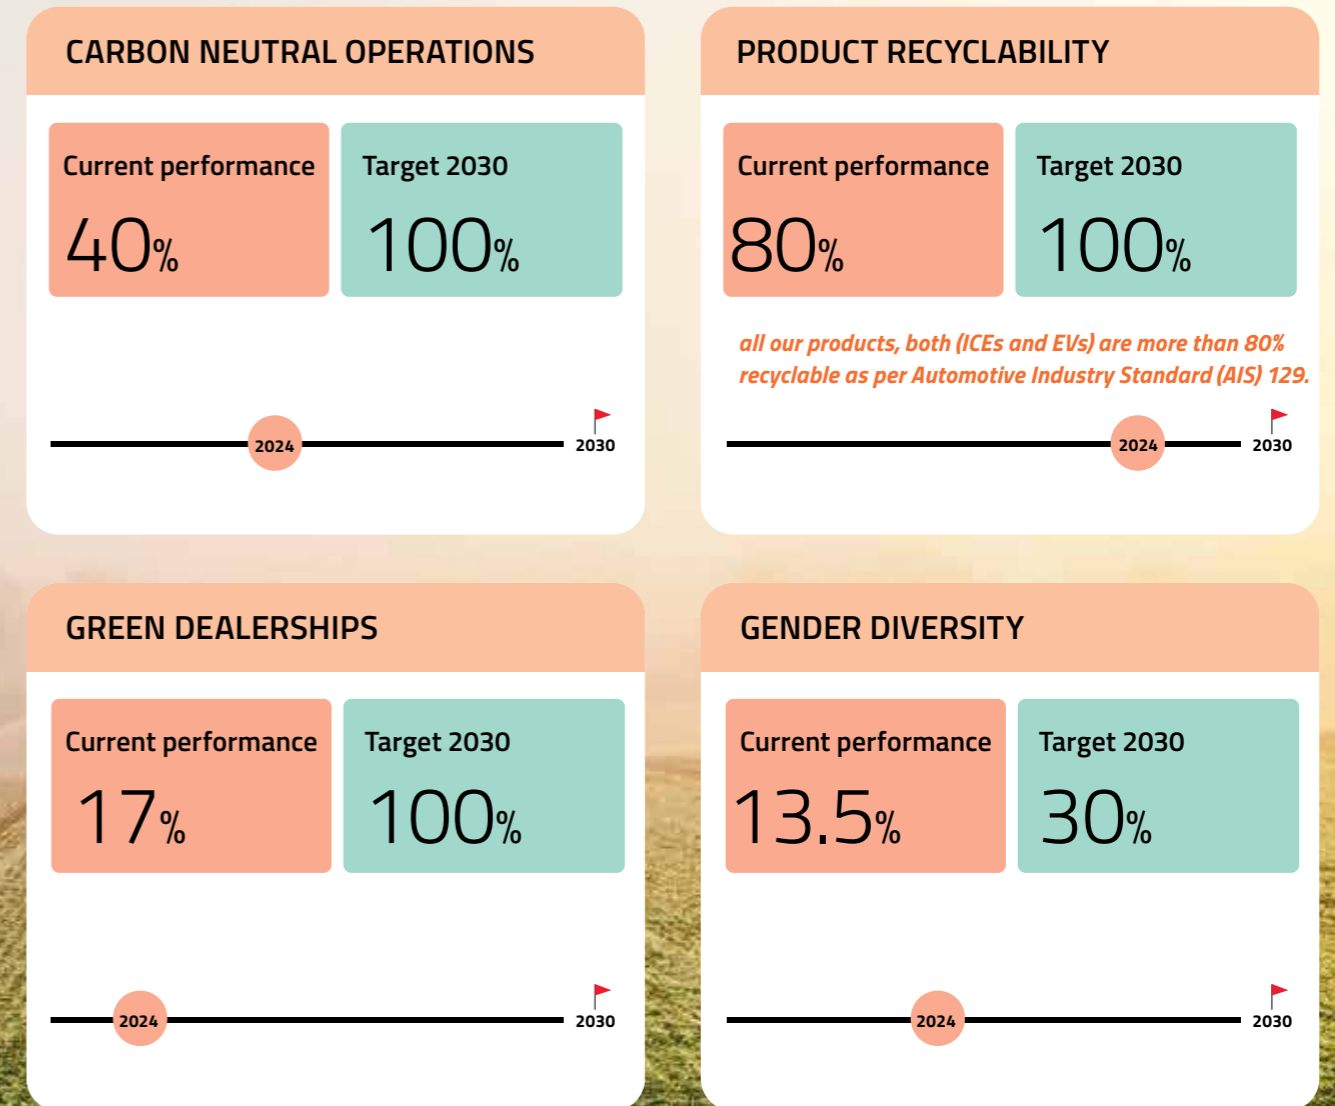 CARBON NEUTRAL OPERATIONS
Current performance
40%
Target 2030
100%
2024
2030
PRODUCT RECYCLABILITY
Current performance
80%
Target 2030
100%
all our products, both (ICEs and EVs) are more than 80%
recyclable as per Automotive Industry Standard (AIS) 129.
2024
2030
GREEN DEALERSHIPS
Current performance
17%
Target 2030
100%
2024
2030
GENDER DIVERSITY
Current performance
13.5%
Target 2030
30%
2024
2030